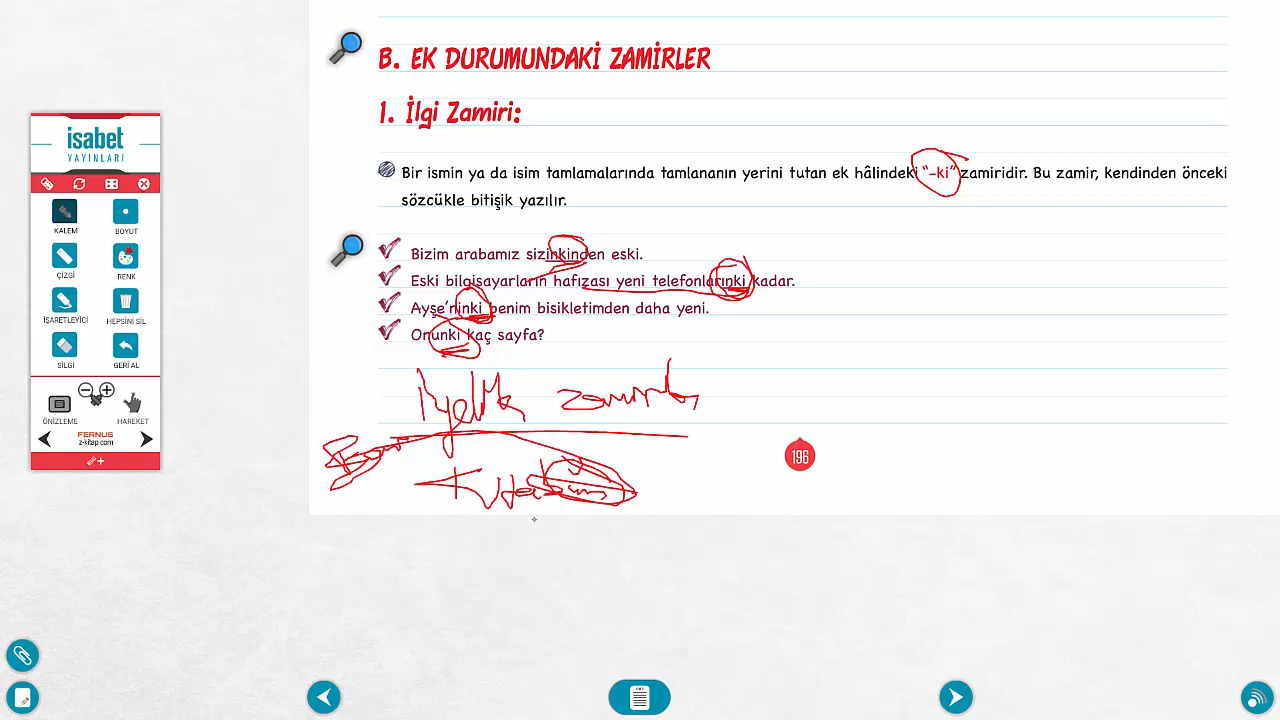 B. EK DURUMUNDAKİ ZAMİRLER
1. İlgi Zamiri:
Bir ismin ya da isim tamlamalarında tamlananın yerini tutan ek hâlindeki "-ki" zamiridir. Bu zamir, kendinden önceki
sözcükle bitişik yazılır.
Bizim arabamız sizinkinden eski.
Eski bilgisayarların hafızası yeni telefonlarınki kadar.
Ayşe'ninki benim bisikletimden daha yeni.
Onunki kaç sayfa?
İyelik
196
isabet
YAYINLARI
KALEM
BOYUT
ÇİZGİ
RENK
İŞARETLEYİCİ
HEPSİNİ SİL
SİLGİ
GERİ AL
ÖNİZLEME
HAREKET
FERNUS
z-kitap.com